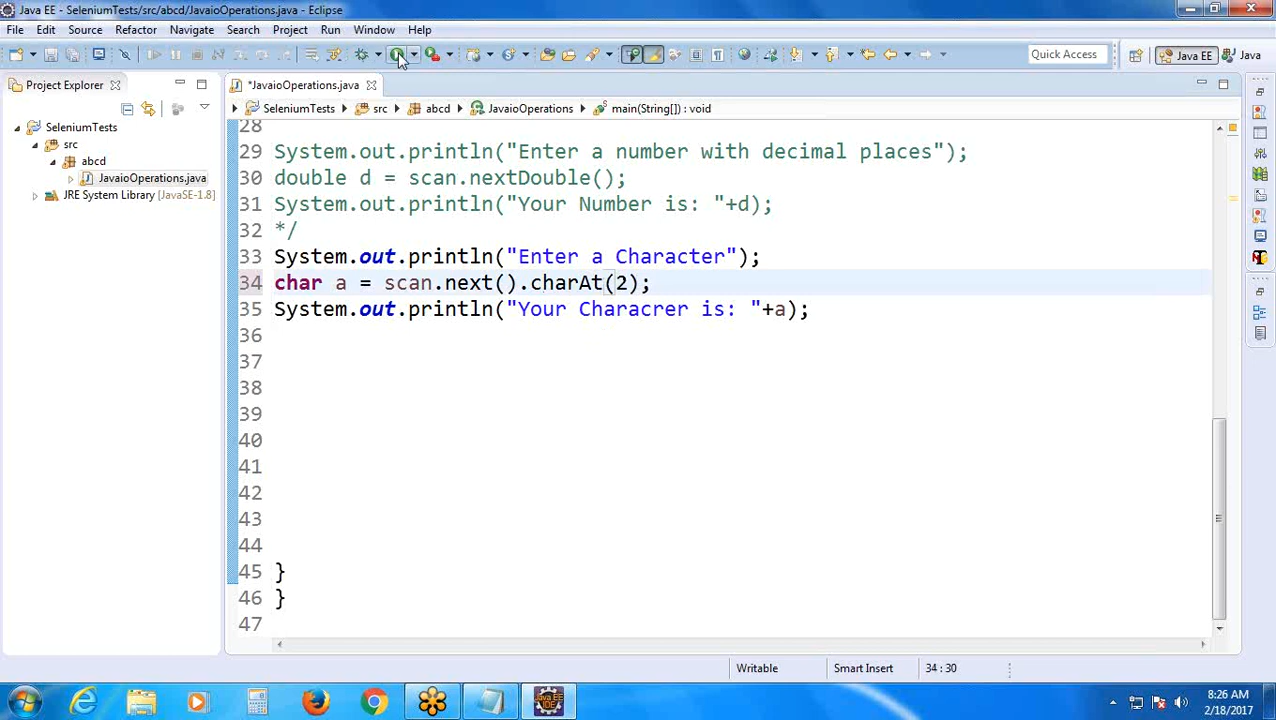 Java EE - SeleniumTests/src/abcd/JavaioOperations.java - Eclipse
File Edit Source Refactor Navigate Search Project Run Window Help
Quick Access
Java EE
Java
Project Explorer
*JavaioOperations.java
SeleniumTests
src
abcd
JavaioOperations
main(String[]) : void
SeleniumTests
src
abcd
JavaioOperations.java
JRE System Library [JavaSE-1.8]
28
29 System.out.println("Enter a number with decimal places");
30 double d = scan.nextDouble();
31 System.out.println("Your Number is: "+d);
32 */
33 System.out.println("Enter a Character");
34 char a = scan.next().charAt(2);
35 System.out.println("Your Characrer is: "+a);
36
37
38
39
40
41
42
43
44
45 }
46 }
47
Writable
Smart Insert
34 : 30
Java EE
IDE
8:26 AM
2/18/2017